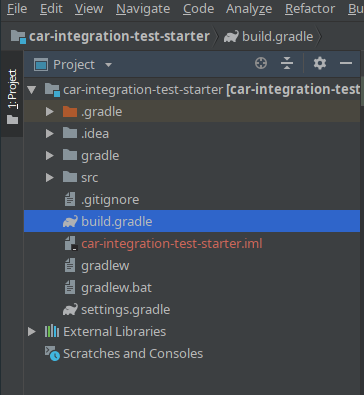 File Edit View Navigate Code Analyze Refactor Bu
car-integration-test-starter build.gradle
1: Project
Project
car-integration-test-starter [car-integration-test
.gradle
.idea
gradle
src
.gitignore
build.gradle
car-integration-test-starter.iml
gradlew
gradlew.bat
settings.gradle
External Libraries
Scratches and Consoles